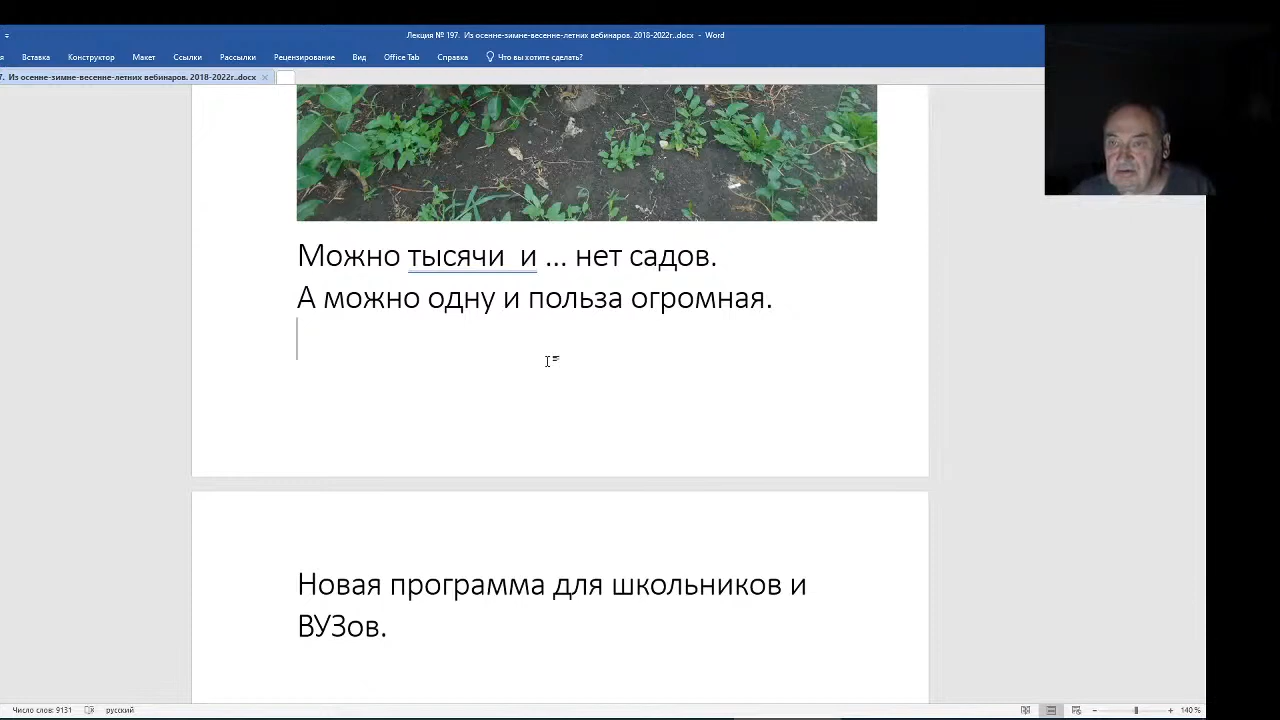 Лекция № 197. Из осенне-зимне-весенне-летних вебинаров. 2018-2022г..docx - Word
Вставка Конструктор Макет Ссылки Рассылки Рецензирование Вид Office Tab Справка Что вы хотите сделать?
7. Из осенне-зимне-весенне-летних вебинаров. 2018-2022г..docx
Можно тысячи и ... нет садов.
А можно одну и польза огромная.
Новая программа для школьников и
ВУЗов.
Число слов: 9131 русский 140 %